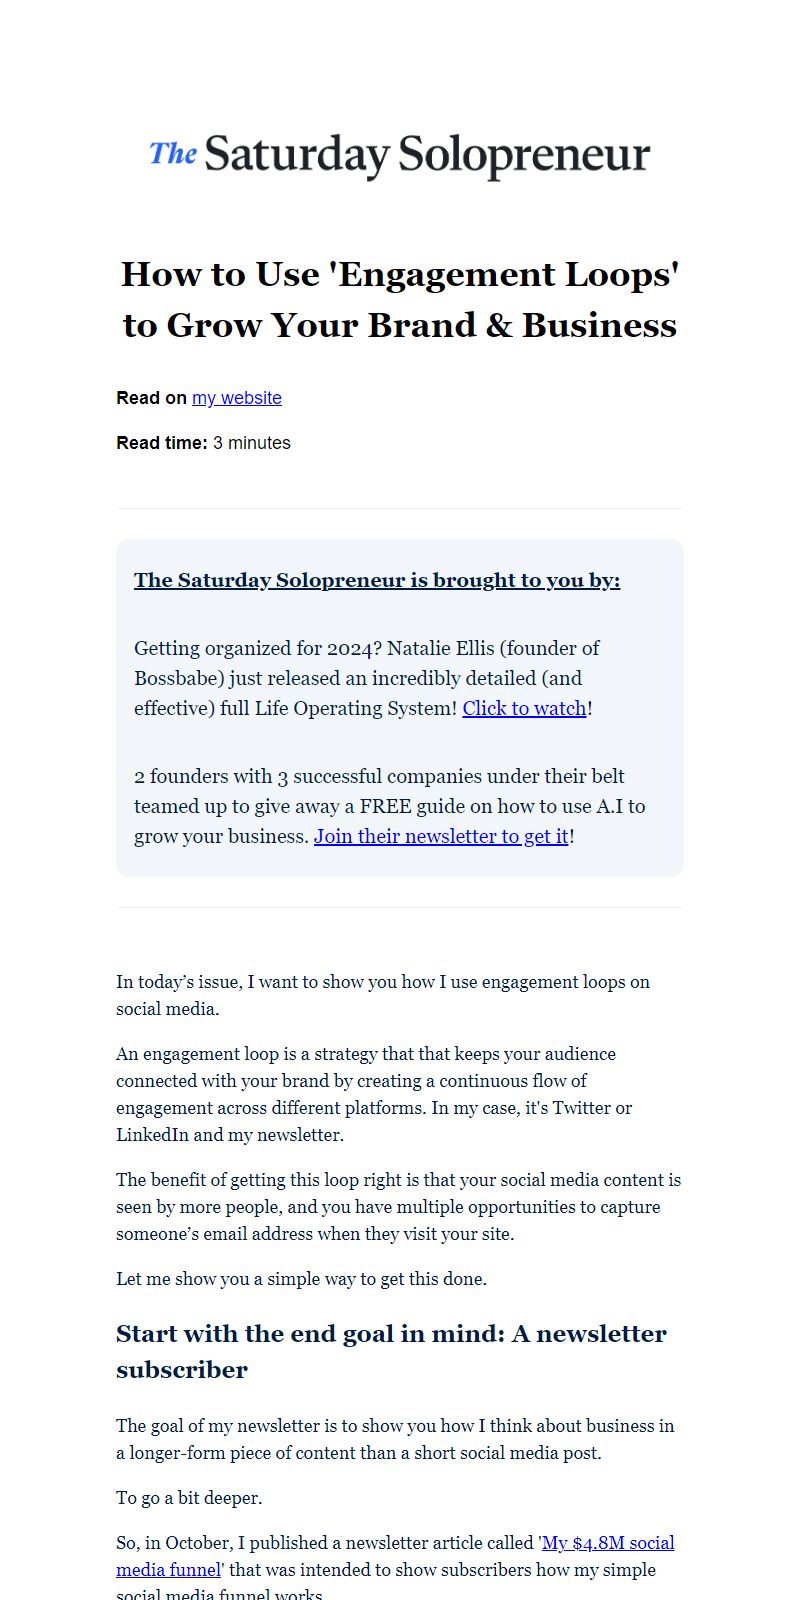 The Saturday Solopreneur
How to Use 'Engagement Loops'
to Grow Your Brand & Business
Read on my website
Read time: 3 minutes
The Saturday Solopreneur is brought to you by:
Getting organized for 2024? Natalie Ellis (founder of
Bossbabe) just released an incredibly detailed (and
effective) full Life Operating System! Click to watch!
2 founders with 3 successful companies under their belt
teamed up to give away a FREE guide on how to use A.I to
grow your business. Join their newsletter to get it!
In today’s issue, I want to show you how I use engagement loops on
social media.
An engagement loop is a strategy that that keeps your audience
connected with your brand by creating a continuous flow of
engagement across different platforms. In my case, it's Twitter or
LinkedIn and my newsletter.
The benefit of getting this loop right is that your social media content is
seen by more people, and you have multiple opportunities to capture
someone’s email address when they visit your site.
Let me show you a simple way to get this done.
Start with the end goal in mind: A newsletter
subscriber
The goal of my newsletter is to show you how I think about business in
a longer-form piece of content than a short social media post.
To go a bit deeper.
So, in October, I published a newsletter article called 'My $4.8M social
media funnel' that was intended to show subscribers how my simple
social media funnel works.